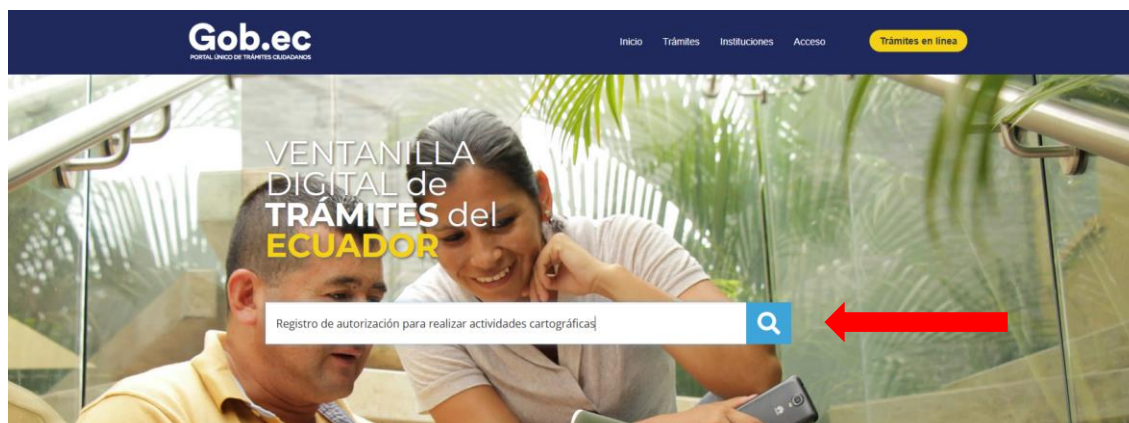 Gob.ec
PORTAL ÚNICO DE TRÁMITES CIUDADANOS
Inicio Trámites Instituciones Acceso Trámites en línea
VENTANILLA
DIGITAL de
TRÁMITES del
ECUADOR
Registro de autorización para realizar actividades cartográficas